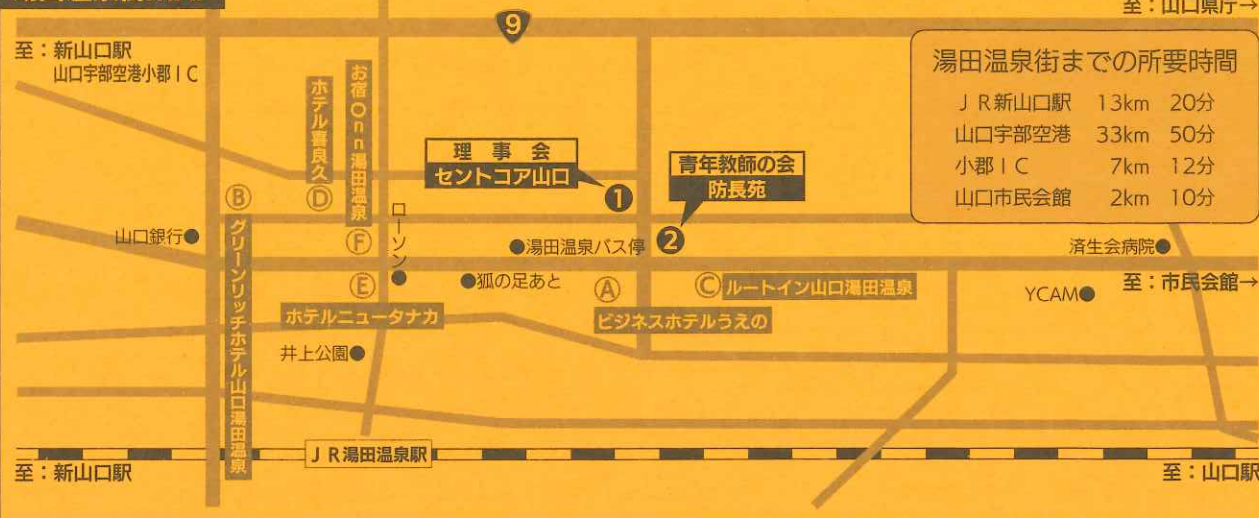 9
至：山口県庁→
至：新山口駅
山口宇部空港小郡IC
湯田温泉街までの所要時間
JR新山口駅 13km 20分
山口宇部空港 33km 50分
小郡IC 7km 12分
山口市民会館 2km 10分
ホテル喜良久
D
お宿Onn湯田温泉
F
理事会
セントコア山口
1
青年教師の会
防長苑
2
B
グリーンリッチホテル山口湯田温泉
山口銀行
ローソン
湯田温泉バス停
済生会病院
E
ホテルニュータナカ
狐の足あと
A
ビジネスホテルうえの
C
ルートイン山口湯田温泉
YCAM
至：市民会館→
井上公園
JR湯田温泉駅
至：新山口駅
至：山口駅